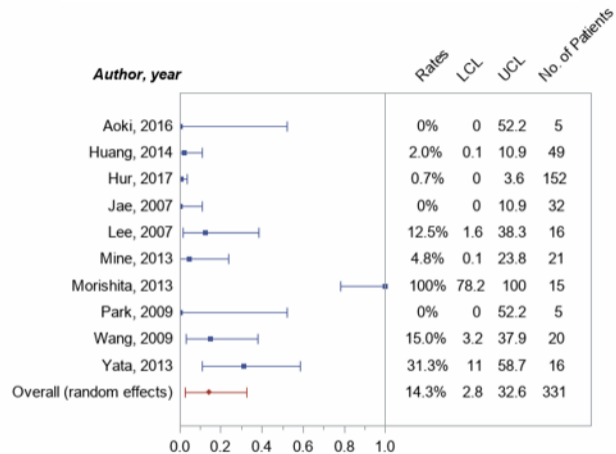 Author, year Rates LCL UCL No. of Patients
Aoki, 2016 0% 0 52.2 5
Huang, 2014 2.0% 0.1 10.9 49
Hur, 2017 0.7% 0 3.6 152
Jae, 2007 0% 0 10.9 32
Lee, 2007 12.5% 1.6 38.3 16
Mine, 2013 4.8% 0.1 23.8 21
Morishita, 2013 100% 78.2 100 15
Park, 2009 0% 0 52.2 5
Wang, 2009 15.0% 3.2 37.9 20
Yata, 2013 31.3% 11 58.7 16
Overall (random effects) 14.3% 2.8 32.6 331
0.0 0.2 0.4 0.6 0.8 1.0